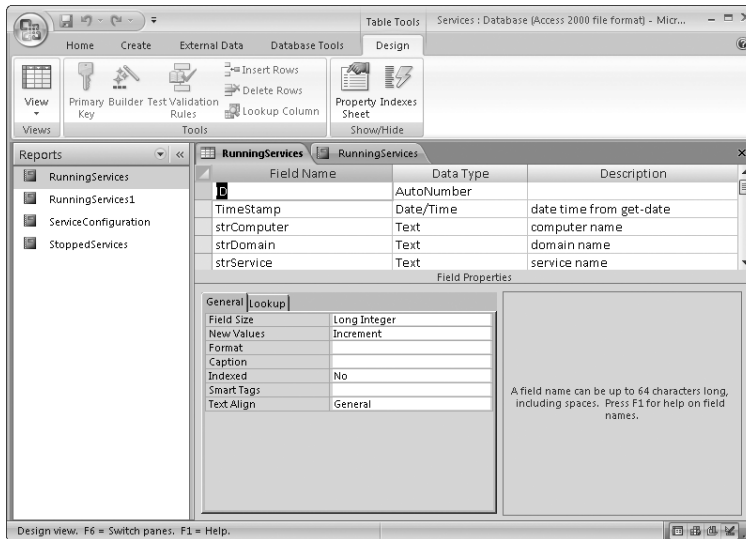 Table Tools
Services : Database (Access 2000 file format) - Micr...
Home Create External Data Database Tools Design
View
Views
Primary Key
Builder
Test Validation Rules
Insert Rows
Delete Rows
Lookup Column
Tools
Property Sheet
Indexes
Show/Hide
Reports
RunningServices
RunningServices1
ServiceConfiguration
StoppedServices
RunningServices RunningServices
Field Name Data Type Description
ID AutoNumber
TimeStamp Date/Time date time from get-date
strComputer Text computer name
strDomain Text domain name
strService Text service name
Field Properties
General Lookup
Field Size Long Integer
New Values Increment
Format
Caption
Indexed No
Smart Tags
Text Align General
A field name can be up to 64 characters long,
including spaces. Press F1 for help on field
names.
Design view. F6 = Switch panes. F1 = Help.